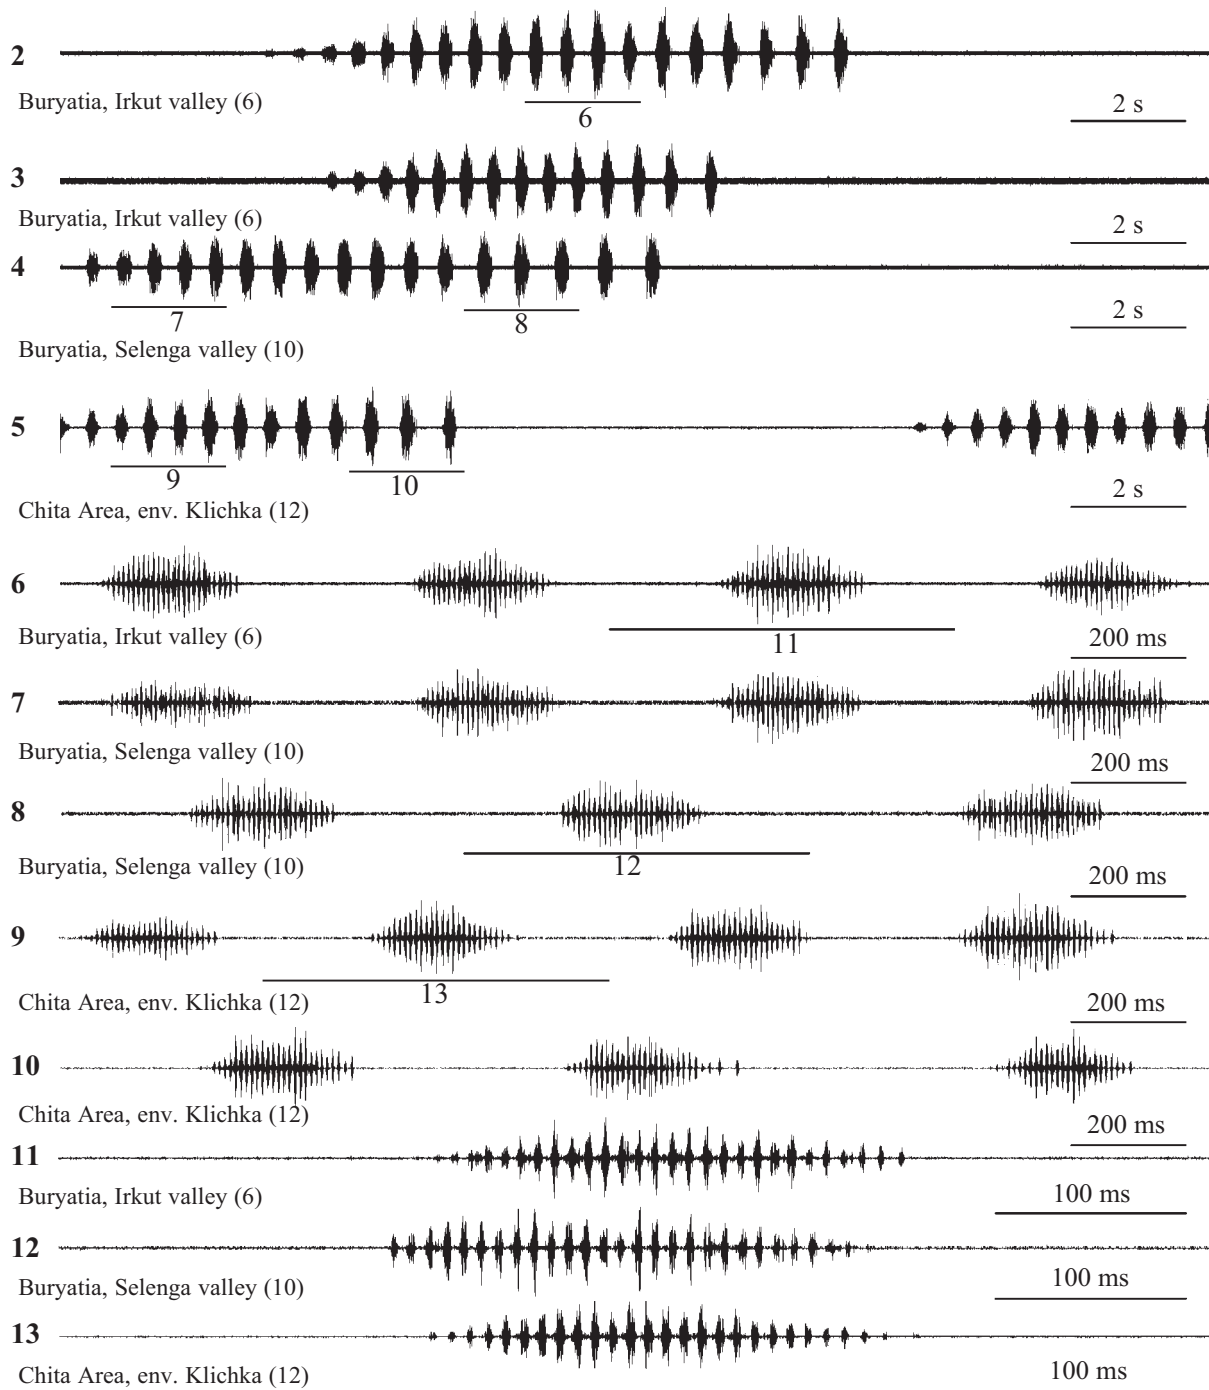 2
Buryatia, Irkut valley (6)
6
2 s
3
Buryatia, Irkut valley (6)
2 s
4
7
8
2 s
Buryatia, Selenga valley (10)
5
9
10
2 s
Chita Area, env. Klichka (12)
6
Buryatia, Irkut valley (6)
11
200 ms
7
Buryatia, Selenga valley (10)
200 ms
8
Buryatia, Selenga valley (10)
12
200 ms
9
13
Chita Area, env. Klichka (12)
200 ms
10
Chita Area, env. Klichka (12)
200 ms
11
Buryatia, Irkut valley (6)
100 ms
12
Buryatia, Selenga valley (10)
100 ms
13
Chita Area, env. Klichka (12)
100 ms